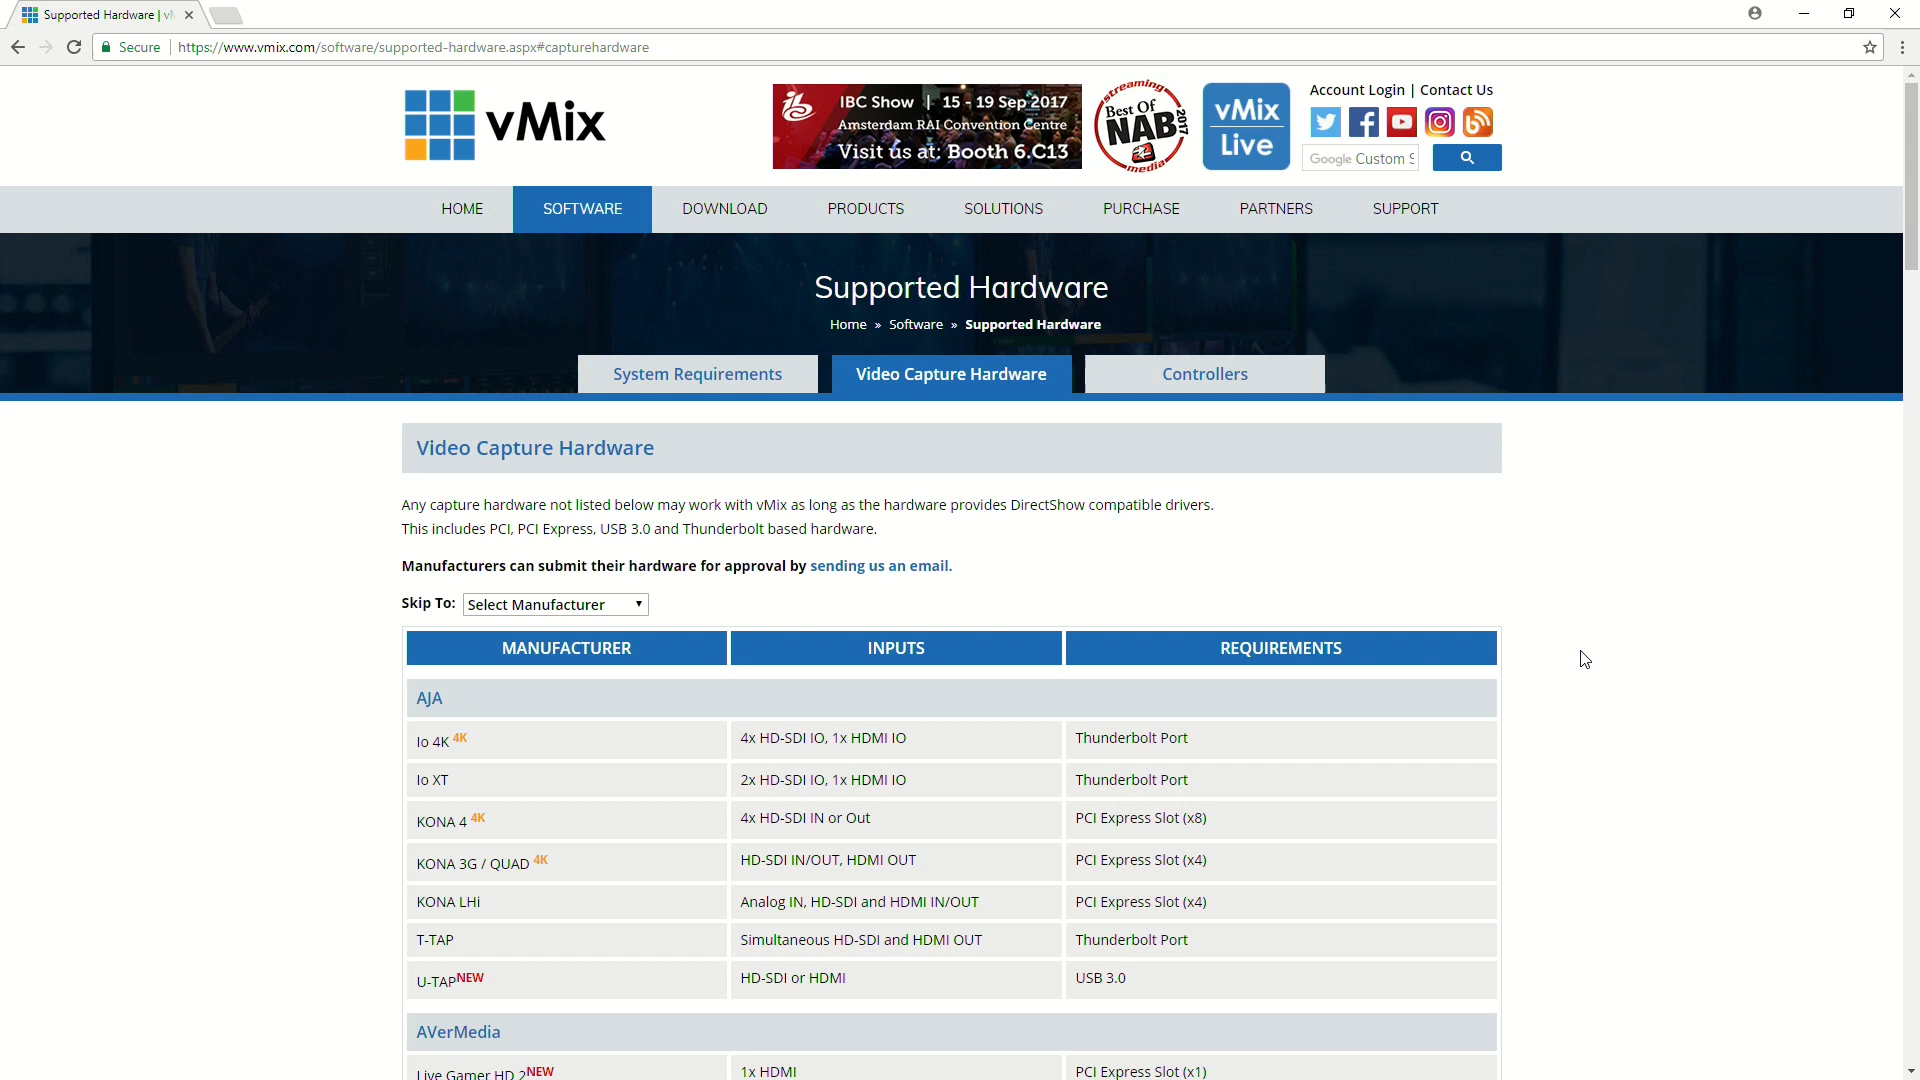 Supported Hardware | vM
Secure
https://www.vmix.com/software/supported-hardware.aspx#capturehardware
vMix
IBC Show | 15 - 19 Sep 2017
Amsterdam RAI Convention Centre
Visit us at: Booth 6.C13
streaming
Best Of
NAB
2017
media
vMix
Live
Account Login | Contact Us
Google Custom S
HOME
SOFTWARE
DOWNLOAD
PRODUCTS
SOLUTIONS
PURCHASE
PARTNERS
SUPPORT
Supported Hardware
Home » Software » Supported Hardware
System Requirements
Video Capture Hardware
Controllers
Video Capture Hardware
Any capture hardware not listed below may work with vMix as long as the hardware provides DirectShow compatible drivers.
This includes PCI, PCI Express, USB 3.0 and Thunderbolt based hardware.
Manufacturers can submit their hardware for approval by sending us an email.
Skip To: Select Manufacturer
MANUFACTURER INPUTS REQUIREMENTS
AJA
Io 4K 4K 4x HD-SDI IO, 1x HDMI IO Thunderbolt Port
Io XT 2x HD-SDI IO, 1x HDMI IO Thunderbolt Port
KONA 4 4K 4x HD-SDI IN or Out PCI Express Slot (x8)
KONA 3G / QUAD 4K HD-SDI IN/OUT, HDMI OUT PCI Express Slot (x4)
KONA LHi Analog IN, HD-SDI and HDMI IN/OUT PCI Express Slot (x4)
T-TAP Simultaneous HD-SDI and HDMI OUT Thunderbolt Port
U-TAPNEW HD-SDI or HDMI USB 3.0
AVerMedia
Live Gamer HD 2NEW 1x HDMI PCI Express Slot (x1)